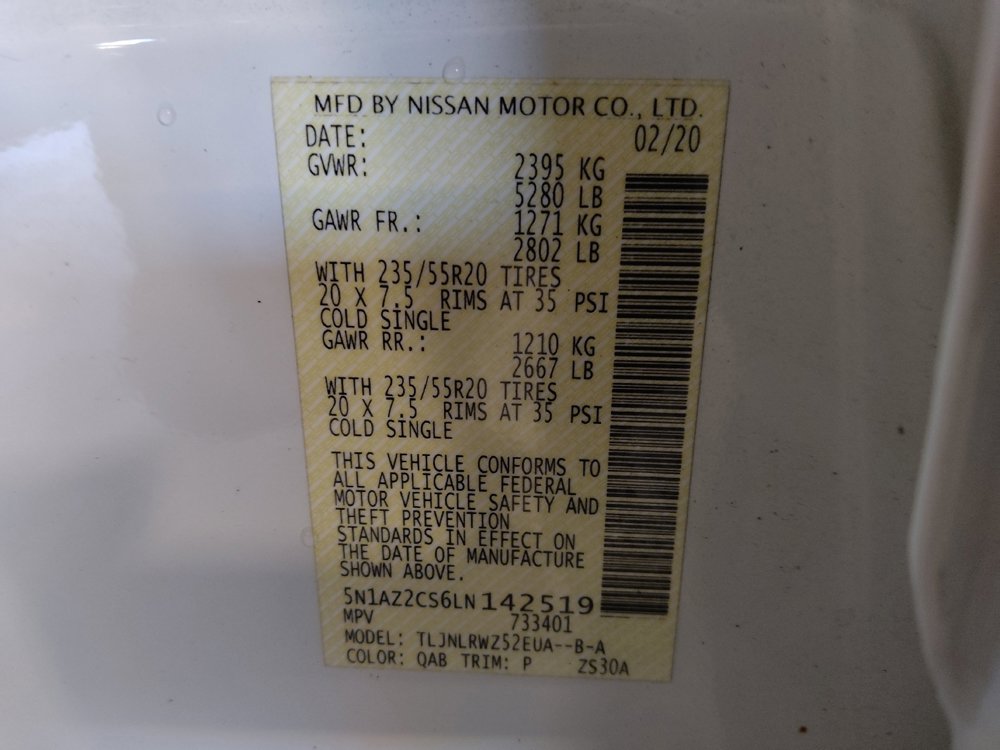 MFD BY NISSAN MOTOR CO., LTD.
DATE: 02/20
GVWR: 2395 KG
5280 LB
GAWR FR.: 1271 KG
2802 LB
WITH 235/55R20 TIRES
20 X 7.5 RIMS AT 35 PSI
COLD SINGLE
GAWR RR.: 1210 KG
2667 LB
WITH 235/55R20 TIRES
20 X 7.5 RIMS AT 35 PSI
COLD SINGLE
THIS VEHICLE CONFORMS TO
ALL APPLICABLE FEDERAL
MOTOR VEHICLE SAFETY AND
THEFT PREVENTION
STANDARDS IN EFFECT ON
THE DATE OF MANUFACTURE
SHOWN ABOVE.
5N1AZ2CS6LN142519
MPV 733401
MODEL: TLJNLRWZ52EUA--B-A
COLOR: QAB TRIM: P ZS30A